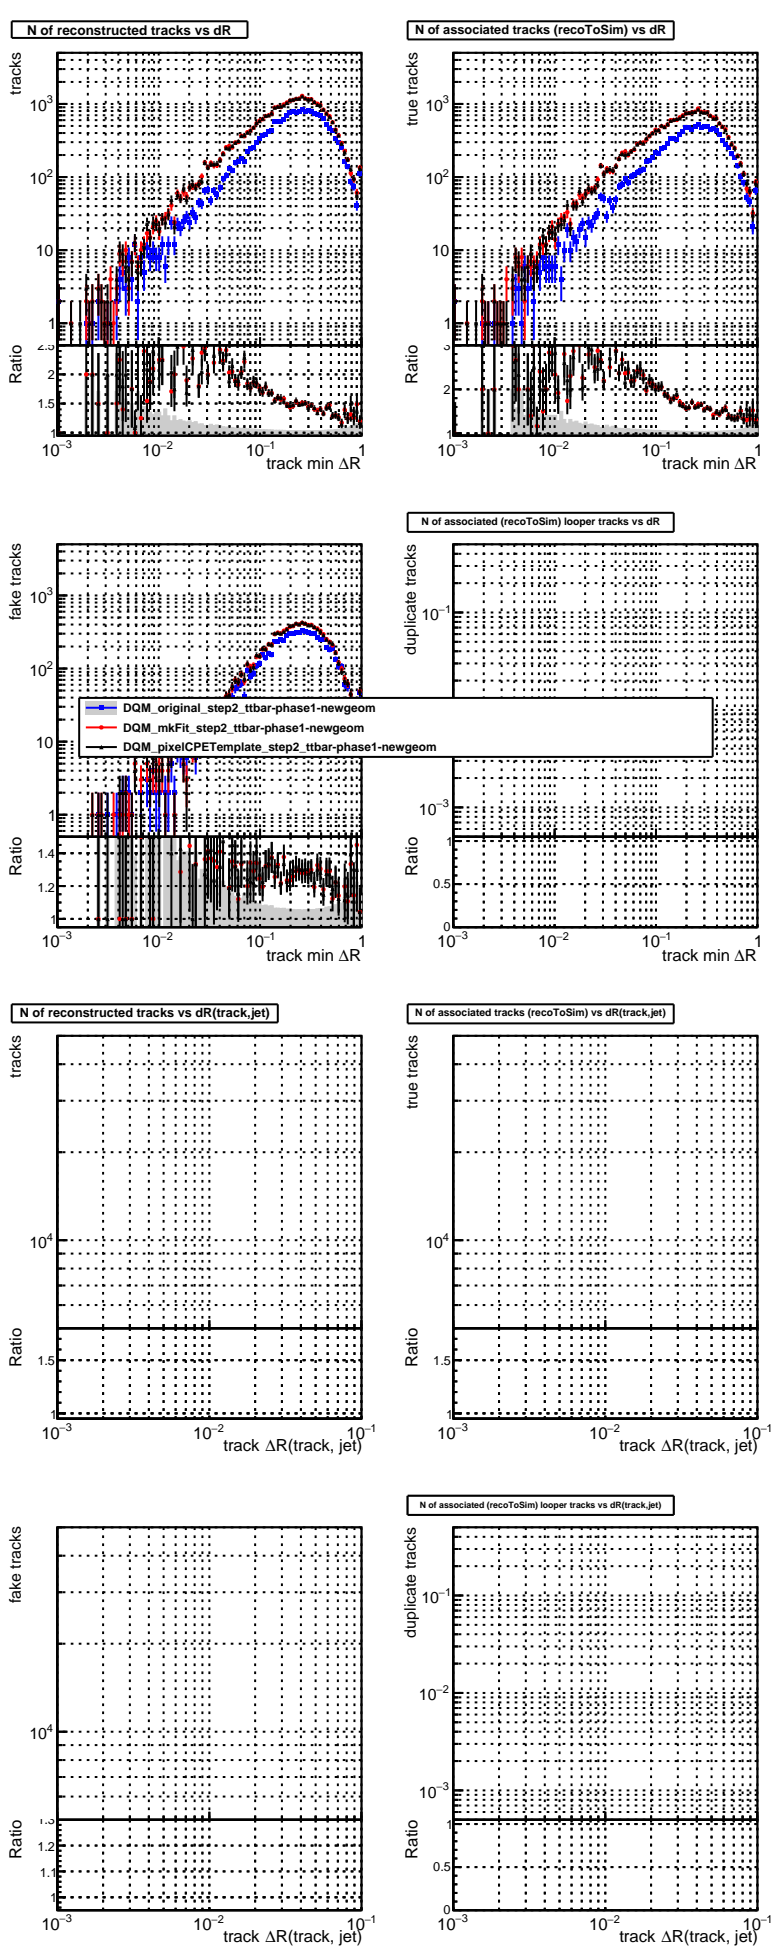 N of reconstructed tracks vs dR
tracks
10³
10²
10
1
Ratio
2.5
2
1.5
1
10⁻³ 10⁻² 10⁻¹ 1
track min ΔR
N of associated tracks (recoToSim) vs dR
true tracks
10³
10²
10
1
Ratio
3
2
1
10⁻³ 10⁻² 10⁻¹ 1
track min ΔR
fake tracks
10³
10²
10
1
Ratio
1.4
1.2
1
10⁻³ 10⁻² 10⁻¹ 1
track min ΔR
N of associated (recoToSim) looper tracks vs dR
duplicate tracks
10⁻¹
10⁻³
Ratio
1
0.5
0
10⁻³ 10⁻² 10⁻¹ 1
track min ΔR
DQM_original_step2_ttbar-phase1-newgeom
DQM_mkFit_step2_ttbar-phase1-newgeom
DQM_pixelCPETemplate_step2_ttbar-phase1-newgeom
N of reconstructed tracks vs dR(track,jet)
tracks
10⁴
Ratio
1.5
1
10⁻³ 10⁻² 10⁻¹
track ΔR(track, jet)
N of associated tracks (recoToSim) vs dR(track,jet)
true tracks
10⁴
Ratio
1.5
1
10⁻³ 10⁻² 10⁻¹
track ΔR(track, jet)
fake tracks
10⁴
Ratio
1.3
1.2
1.1
1
10⁻³ 10⁻² 10⁻¹
track ΔR(track, jet)
N of associated (recoToSim) looper tracks vs dR(track,jet)
duplicate tracks
10⁻¹
10⁻²
10⁻³
Ratio
1
0.5
0
10⁻³ 10⁻² 10⁻¹
track ΔR(track, jet)